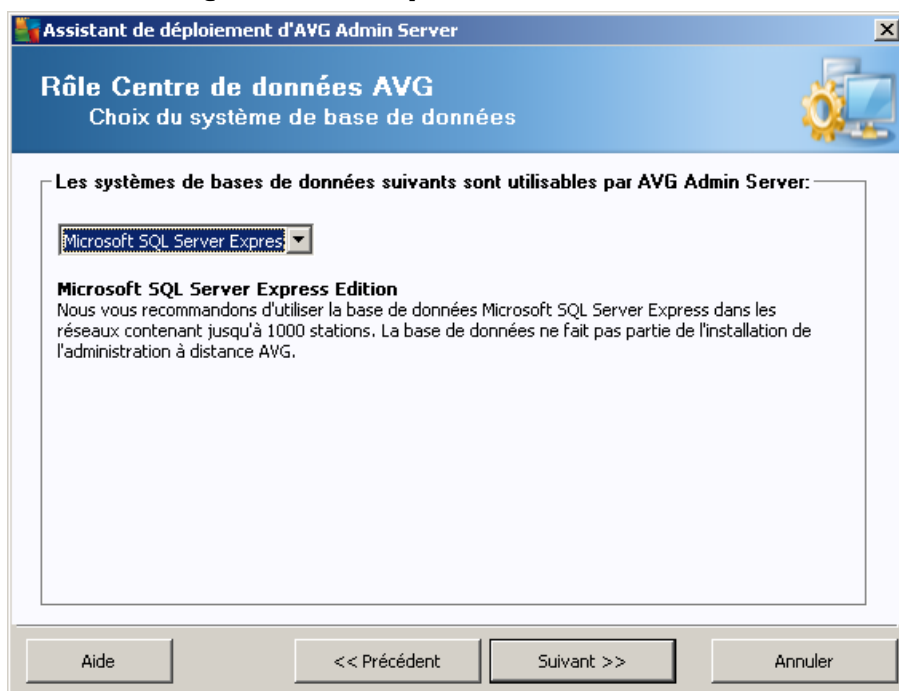 Assistant de déploiement d'AVG Admin Server
Rôle Centre de données AVG
Choix du système de base de données
Les systèmes de bases de données suivants sont utilisables par AVG Admin Server:
Microsoft SQL Server Expres
Microsoft SQL Server Express Edition
Nous vous recommandons d'utiliser la base de données Microsoft SQL Server Express dans les
réseaux contenant jusqu'à 1000 stations. La base de données ne fait pas partie de l'installation de
l'administration à distance AVG.
Aide
<< Précédent
Suivant >>
Annuler